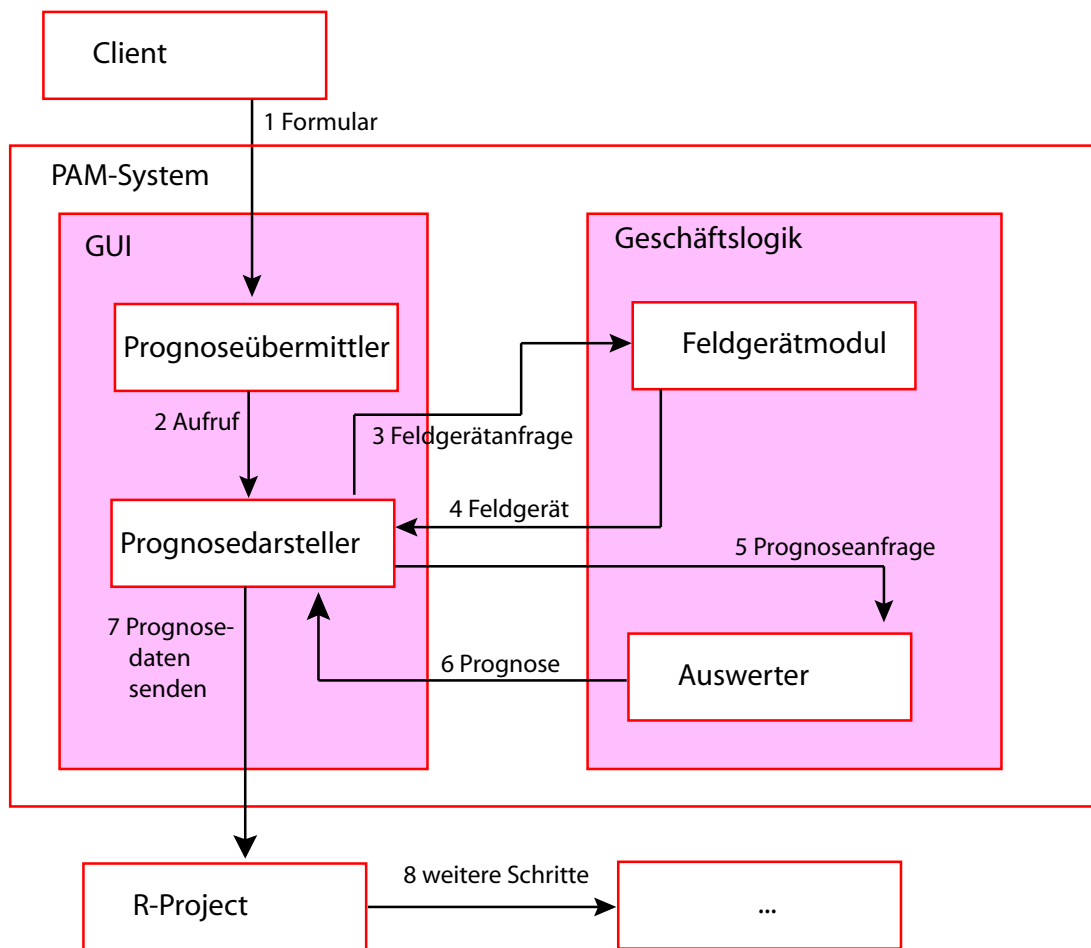 Client
1 Formular
PAM-System
GUI
Geschäftslogik
Prognoseübermittler
Feldgerätmodul
2 Aufruf
3 Feldgerätanfrage
4 Feldgerät
Prognosedarsteller
5 Prognoseanfrage
7 Prognose-
daten
senden
6 Prognose
Auswerter
8 weitere Schritte
R-Project
...